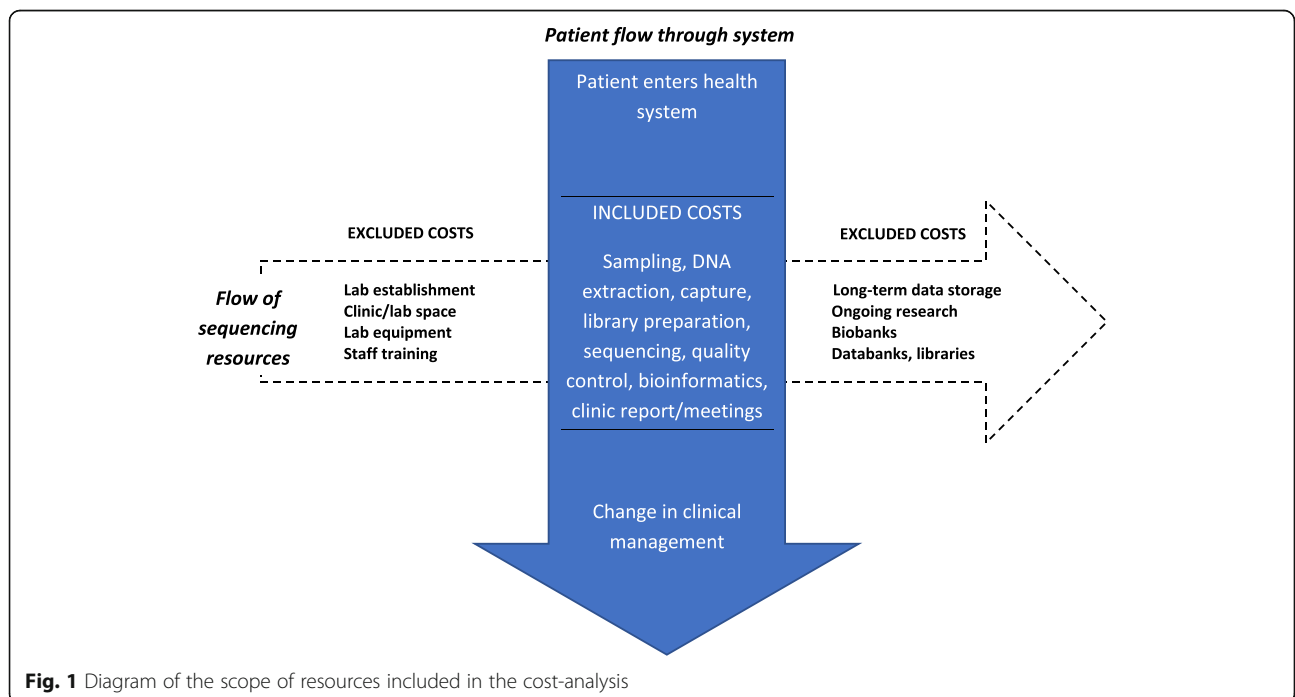 Patient flow through system
Patient enters health
system
INCLUDED COSTS
Sampling, DNA
extraction, capture,
library preparation,
sequencing, quality
control, bioinformatics,
clinic report/meetings
Change in clinical
management
Flow of
sequencing
resources
EXCLUDED COSTS
Lab establishment
Clinic/lab space
Lab equipment
Staff training
EXCLUDED COSTS
Long-term data storage
Ongoing research
Biobanks
Databanks, libraries
Fig. 1 Diagram of the scope of resources included in the cost-analysis